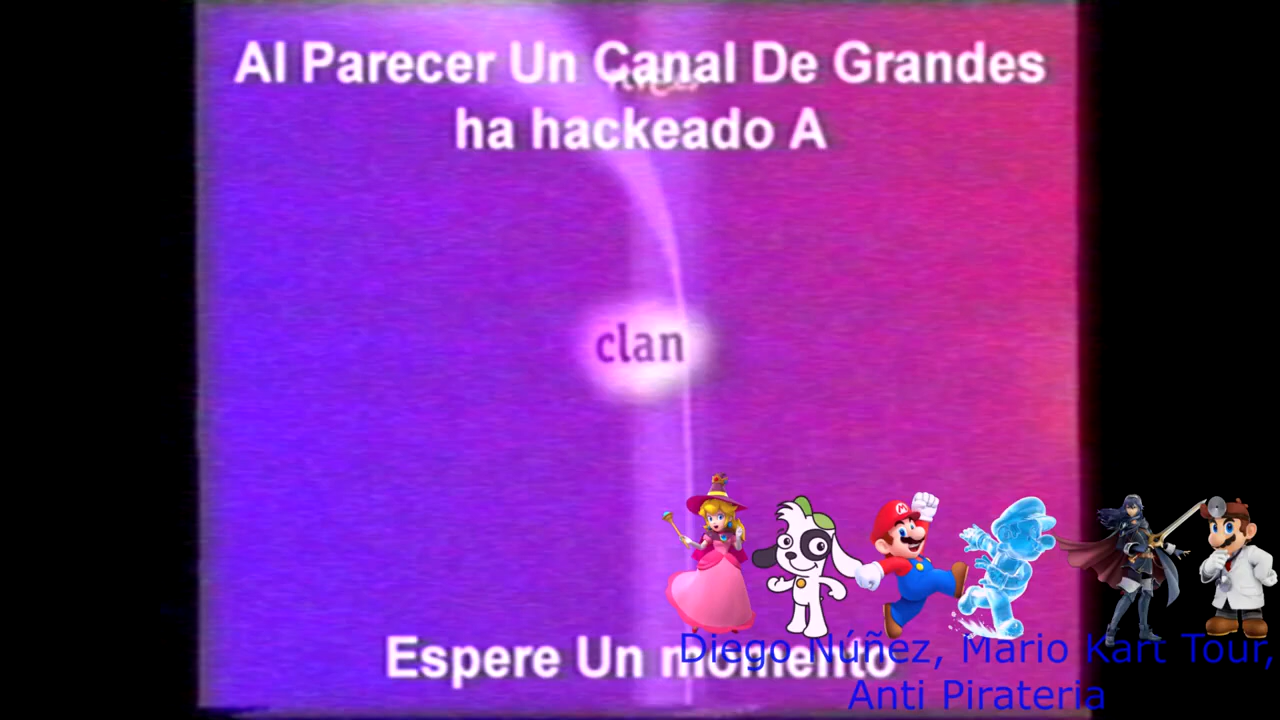 Al Parecer Un Canal De Grandes
ha hackeado A
clan
Espere Un momento
Diego Núñez, Mario Kart Tour,
Anti Pirateria